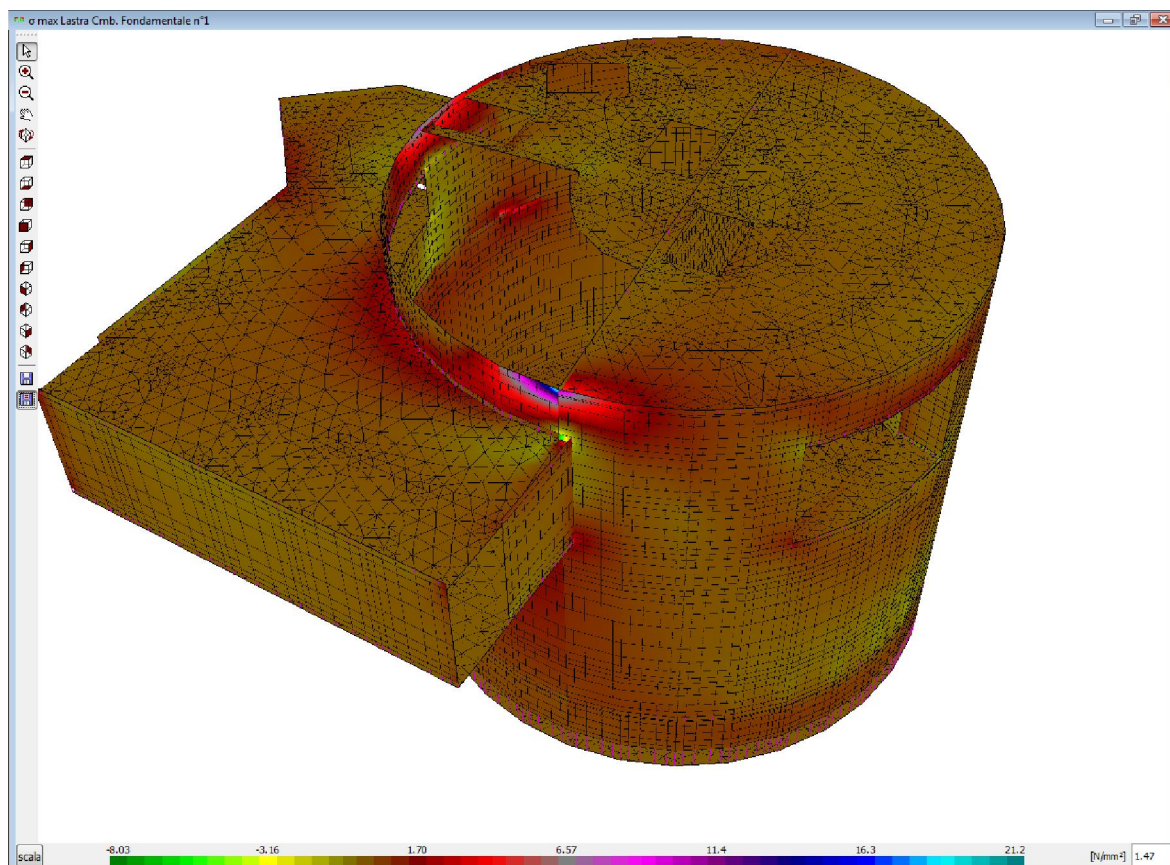 σ max Lastra Cmb. Fondamentale n°1
scala
-8.03 -3.16 1.70 6.57 11.4 16.3 21.2
[N/mm²] 1.47